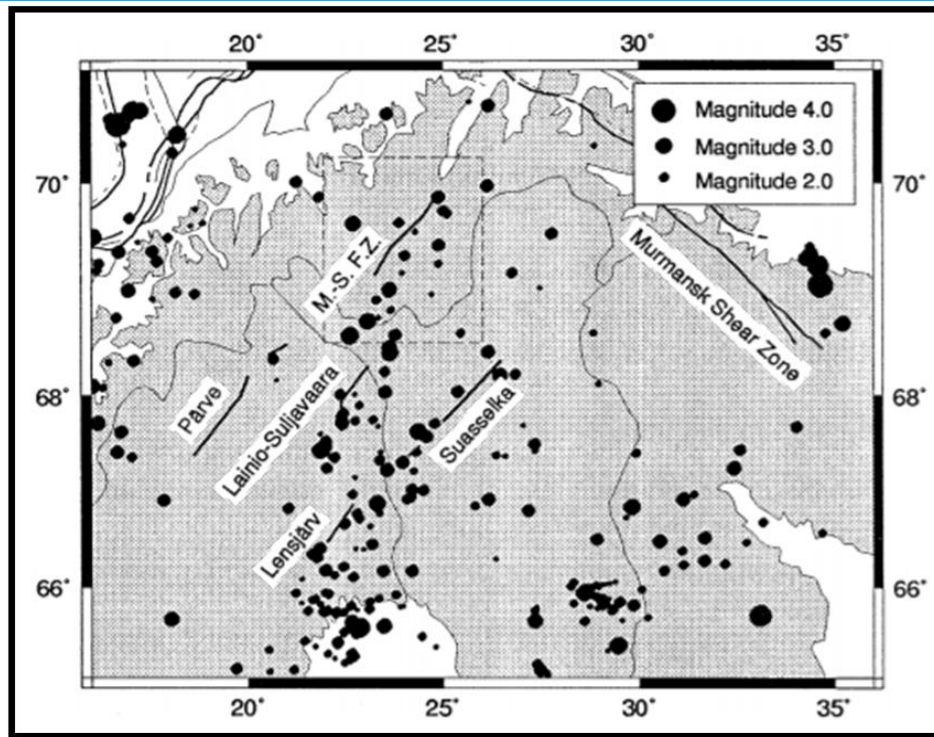 20° 25° 30° 35°
Magnitude 4.0
Magnitude 3.0
Magnitude 2.0
70° 70°
M.-S. F.Z.
Murmansk Shear Zone
68° 68°
Pärve
Lainio-Suljavaara
Suasselka
Lensjärv
66° 66°
20° 25° 30° 35°